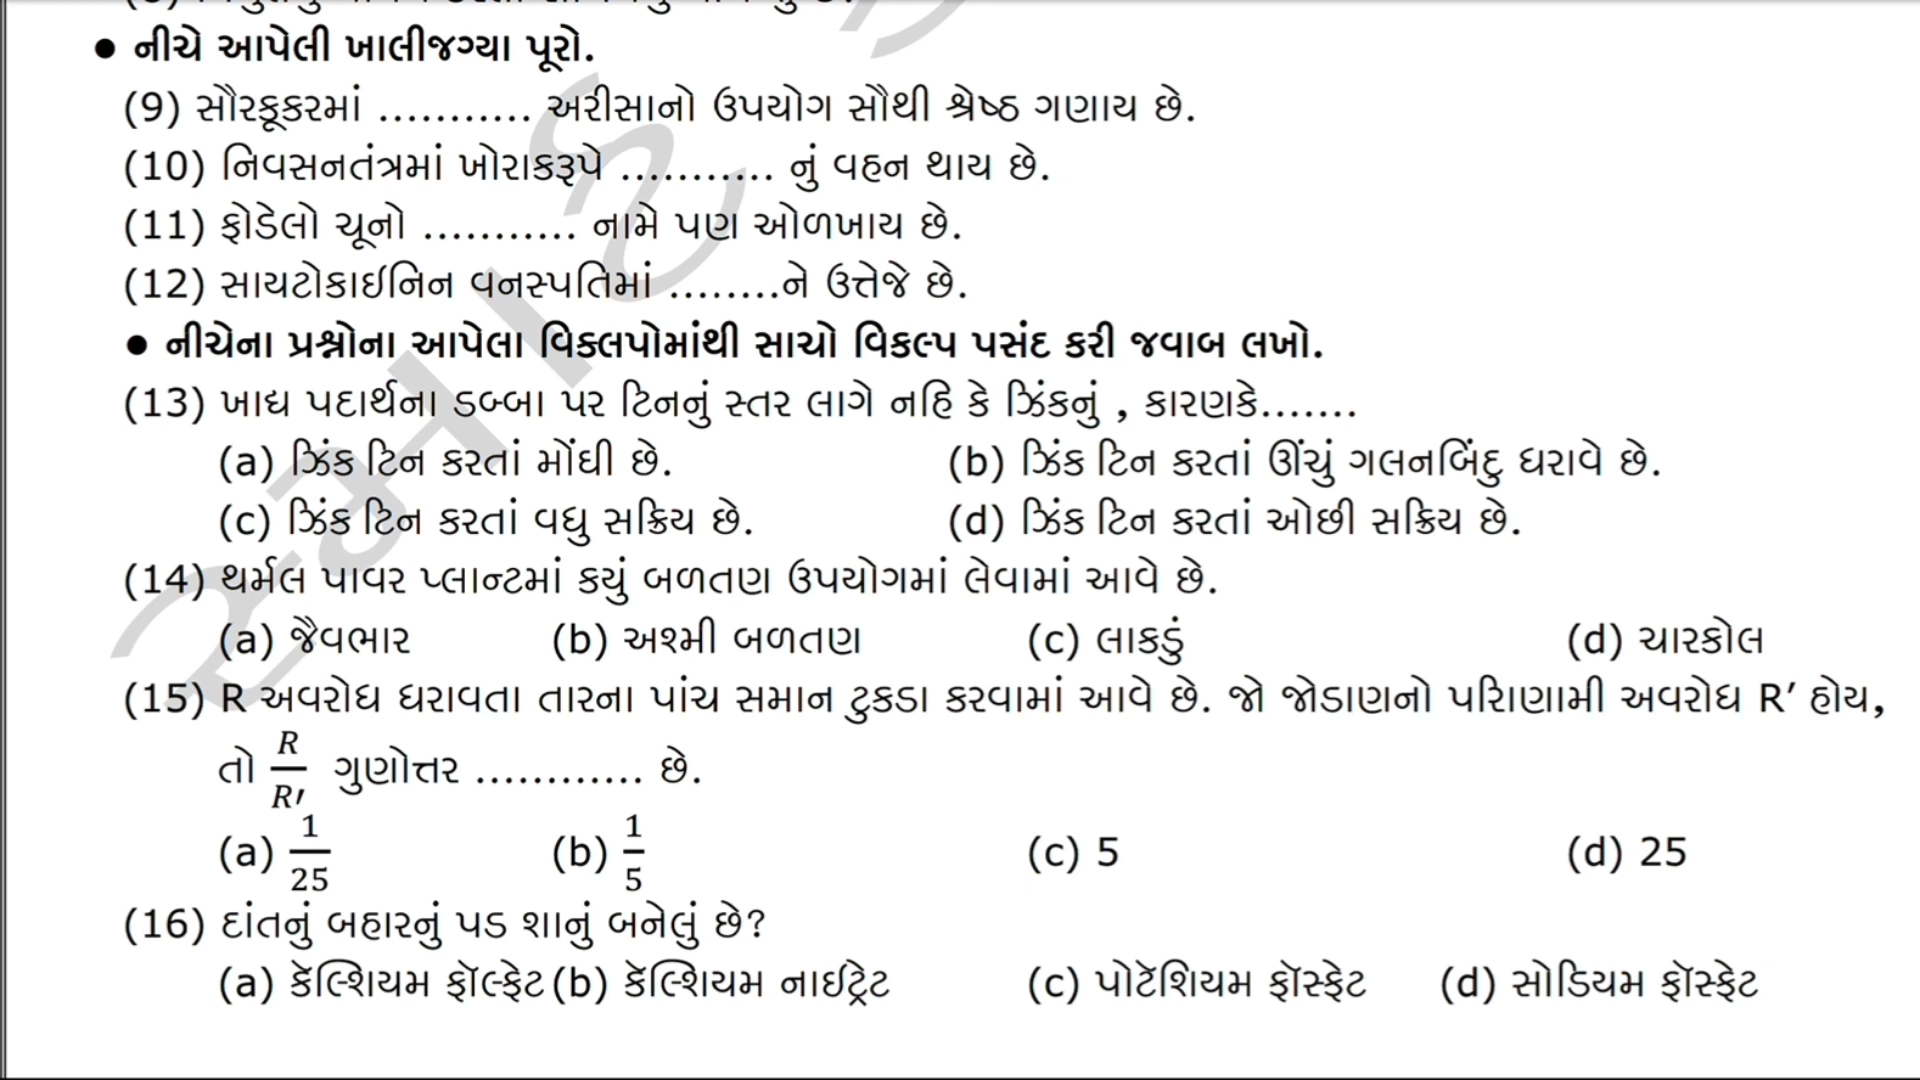 ● નીચે આપેલી ખાલીજગ્યા પૂરો.
(9) સૌરકૂકરમાં ........... અરીસાનો ઉપયોગ સૌથી શ્રેષ્ઠ ગણાય છે.
(10) નિવસનતંત્રમાં ખોરાકરૂપે ........... નું વહન થાય છે.
(11) ફોડેલો ચૂનો ........... નામે પણ ઓળખાય છે.
(12) સાયટોકાઈનિન વનસ્પતિમાં ........ને ઉત્તેજે છે.
● નીચેના પ્રશ્નોના આપેલા વિક્લપોમાંથી સાચો વિકલ્પ પસંદ કરી જવાબ લખો.
(13) ખાદ્ય પદાર્થના ડબ્બા પર ટિનનું સ્તર લાગે નહિ કે ઝિંકનું , કારણકે.......
(a) ઝિંક ટિન કરતાં મોંઘી છે. (b) ઝિંક ટિન કરતાં ઊંચું ગલનબિંદુ ધરાવે છે.
(c) ઝિંક ટિન કરતાં વધુ સક્રિય છે. (d) ઝિંક ટિન કરતાં ઓછી સક્રિય છે.
(14) થર્મલ પાવર પ્લાન્ટમાં કયું બળતણ ઉપયોગમાં લેવામાં આવે છે.
(a) જૈવભાર (b) અશ્મી બળતણ (c) લાકડું (d) ચારકોલ
(15) R અવરોધ ધરાવતા તારના પાંચ સમાન ટુકડા કરવામાં આવે છે. જો જોડાણનો પરિાણામી અવરોધ R′ હોય,
તો R/R′ ગુણોત્તર ............ છે.
(a) 1/25 (b) 1/5 (c) 5 (d) 25
(16) દાંતનું બહારનું પડ શાનું બનેલું છે?
(a) કૅલ્શિયમ ફૉલ્ફેટ (b) કૅલ્શિયમ નાઈટ્રેટ (c) પોટૅશિયમ ફૉસ્ફેટ (d) સોડિયમ ફૉસ્ફેટ